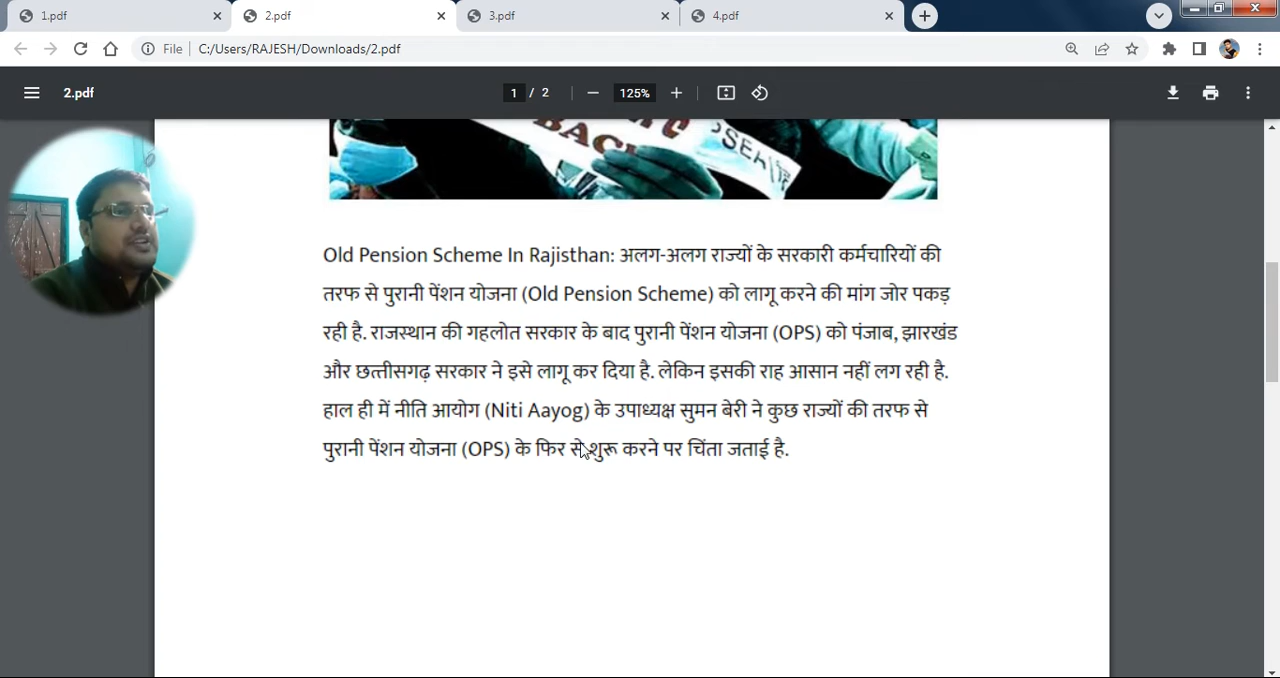 1.pdf
2.pdf
3.pdf
4.pdf
File C:/Users/RAJESH/Downloads/2.pdf
2.pdf
1 / 2
125%
BAC
Old Pension Scheme In Rajisthan: अलग-अलग राज्यों के सरकारी कर्मचारियों की
तरफ से पुरानी पेंशन योजना (Old Pension Scheme) को लागू करने की मांग जोर पकड़
रही है. राजस्थान की गहलोत सरकार के बाद पुरानी पेंशन योजना (OPS) को पंजाब, झारखंड
और छत्तीसगढ़ सरकार ने इसे लागू कर दिया है. लेकिन इसकी राह आसान नहीं लग रही है.
हाल ही में नीति आयोग (Niti Aayog) के उपाध्यक्ष सुमन बेरी ने कुछ राज्यों की तरफ से
पुरानी पेंशन योजना (OPS) के फिर से शुरू करने पर चिंता जताई है.